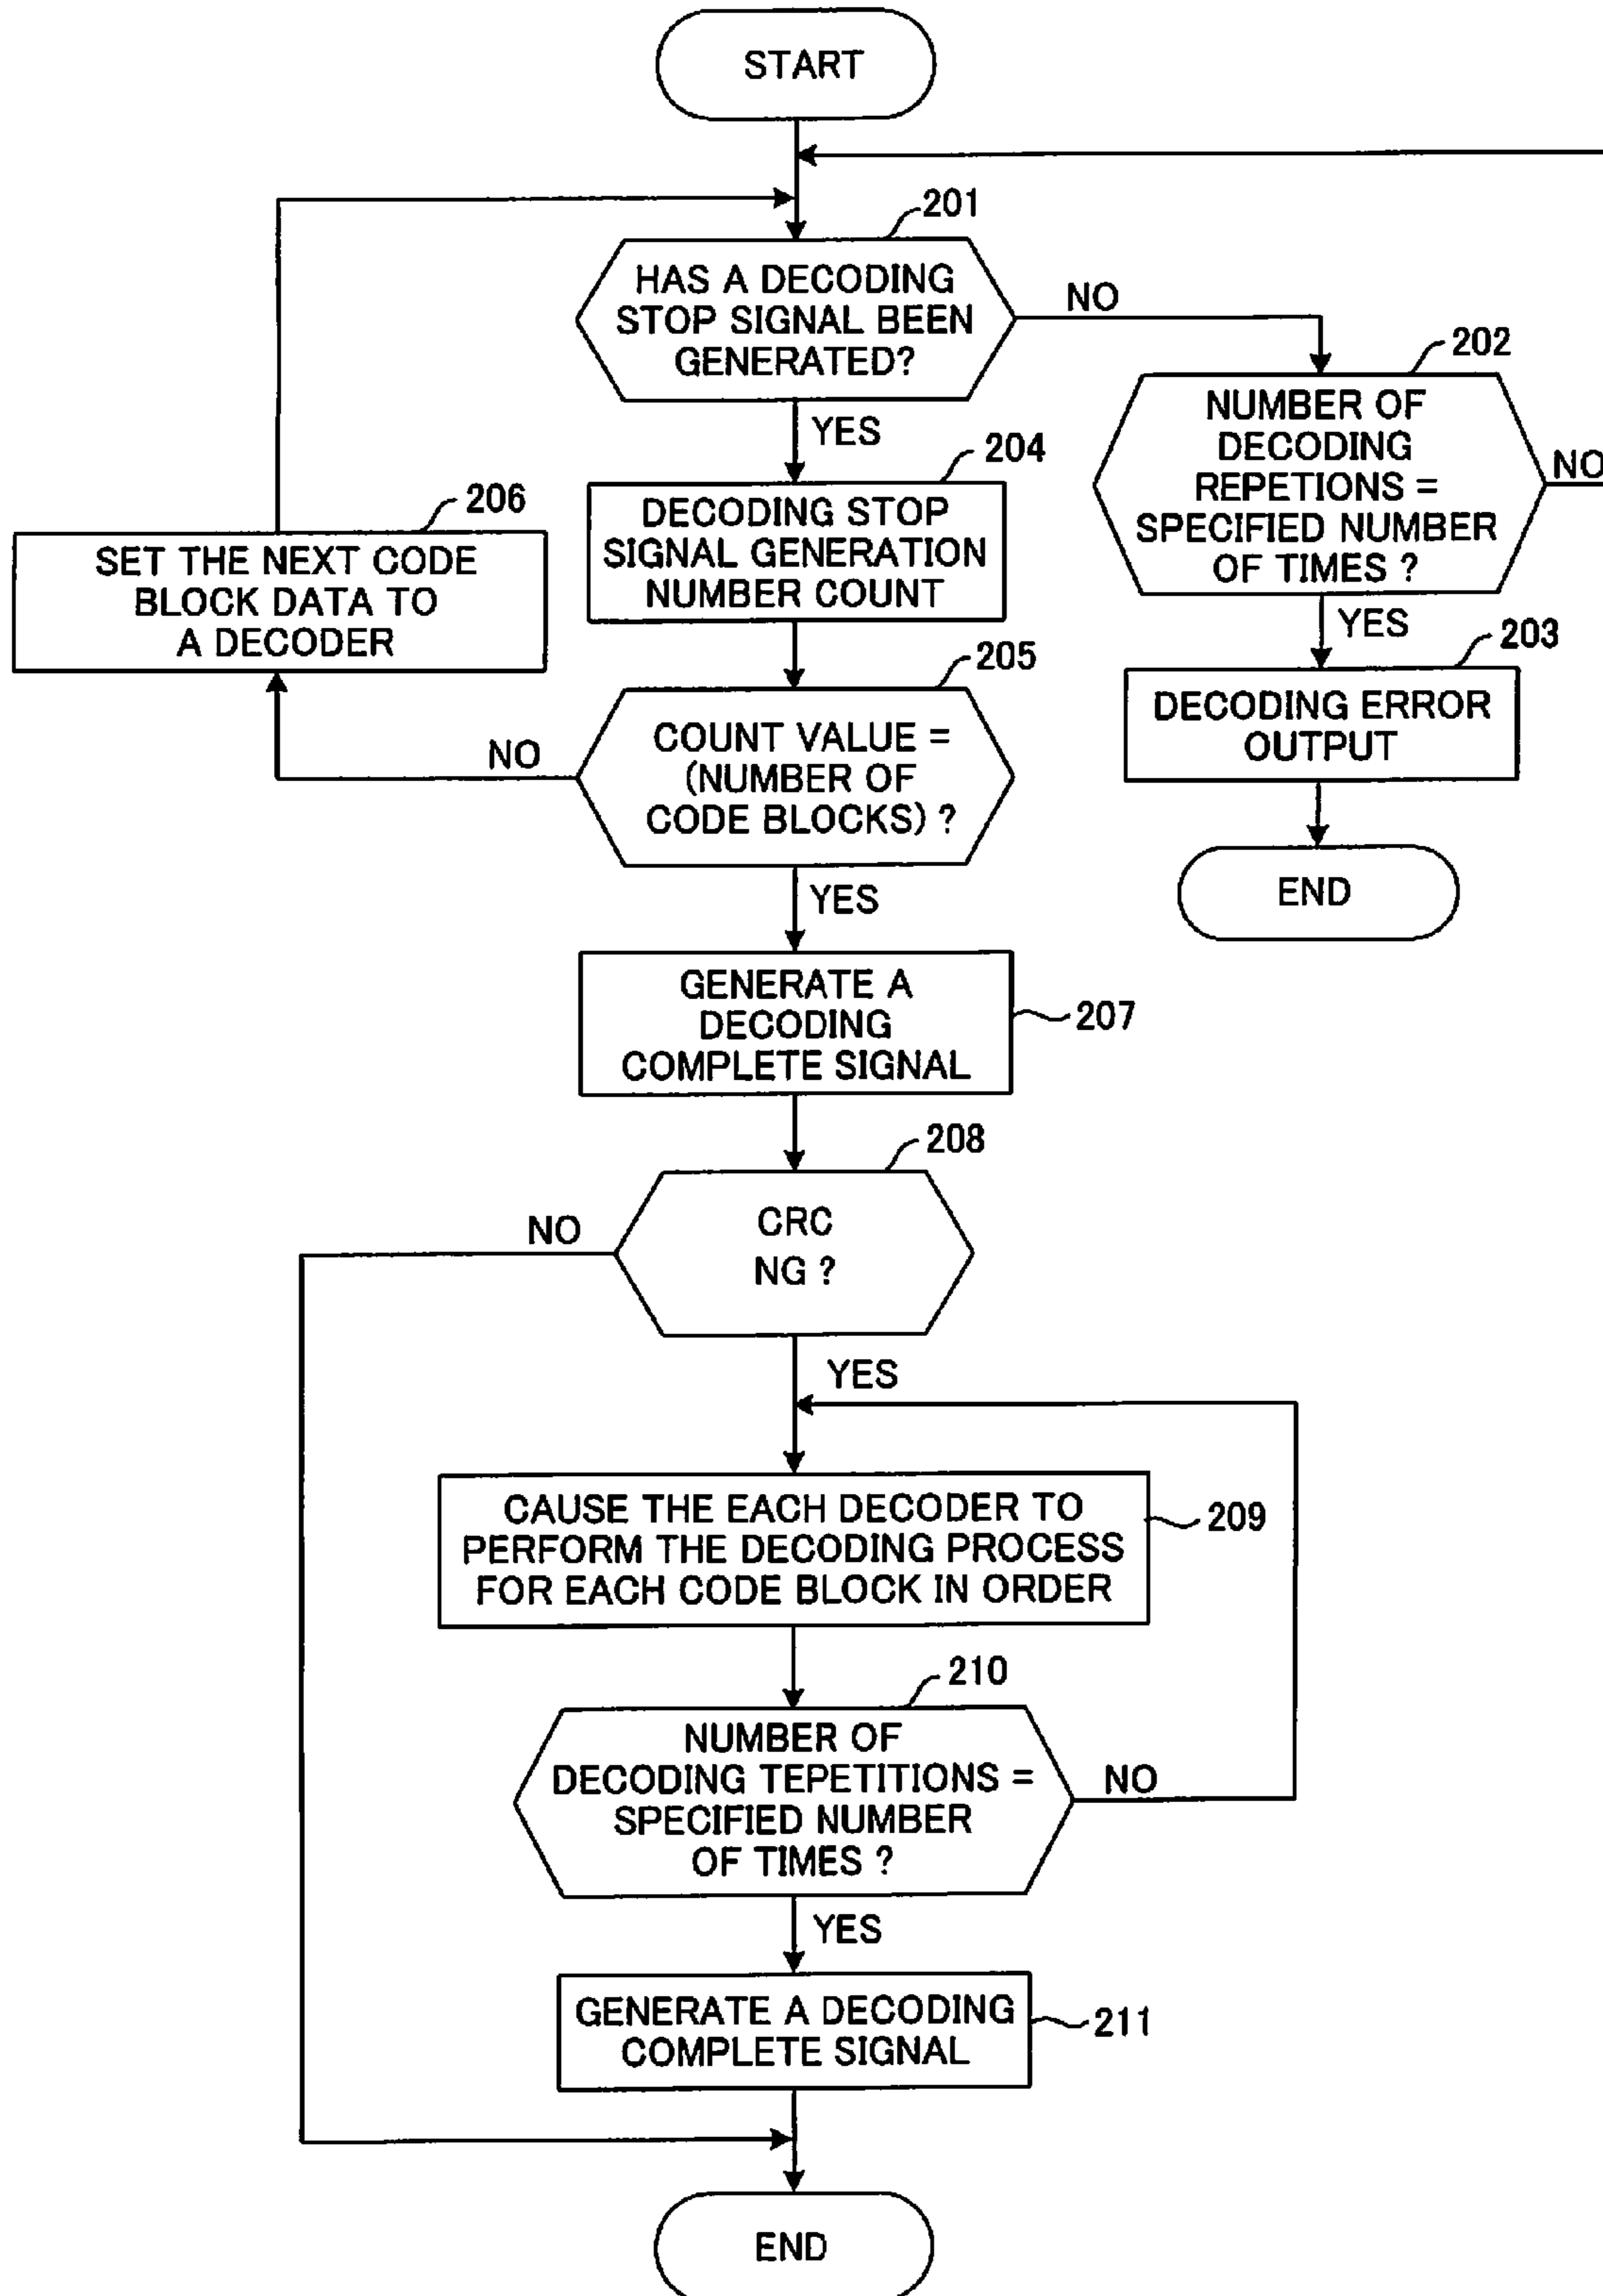 START
201
HAS A DECODING
STOP SIGNAL BEEN
GENERATED?
NO
YES
202
NUMBER OF
DECODING
REPETIONS =
SPECIFIED NUMBER
OF TIMES ?
NO
YES
203
DECODING ERROR
OUTPUT
END
204
DECODING STOP
SIGNAL GENERATION
NUMBER COUNT
205
COUNT VALUE =
(NUMBER OF
CODE BLOCKS) ?
NO
206
SET THE NEXT CODE
BLOCK DATA TO
A DECODER
YES
GENERATE A
DECODING
COMPLETE SIGNAL
207
208
CRC
NG ?
NO
YES
CAUSE THE EACH DECODER TO
PERFORM THE DECODING PROCESS
FOR EACH CODE BLOCK IN ORDER
209
210
NUMBER OF
DECODING TEPETITIONS =
SPECIFIED NUMBER
OF TIMES ?
NO
YES
GENERATE A DECODING
COMPLETE SIGNAL
211
END